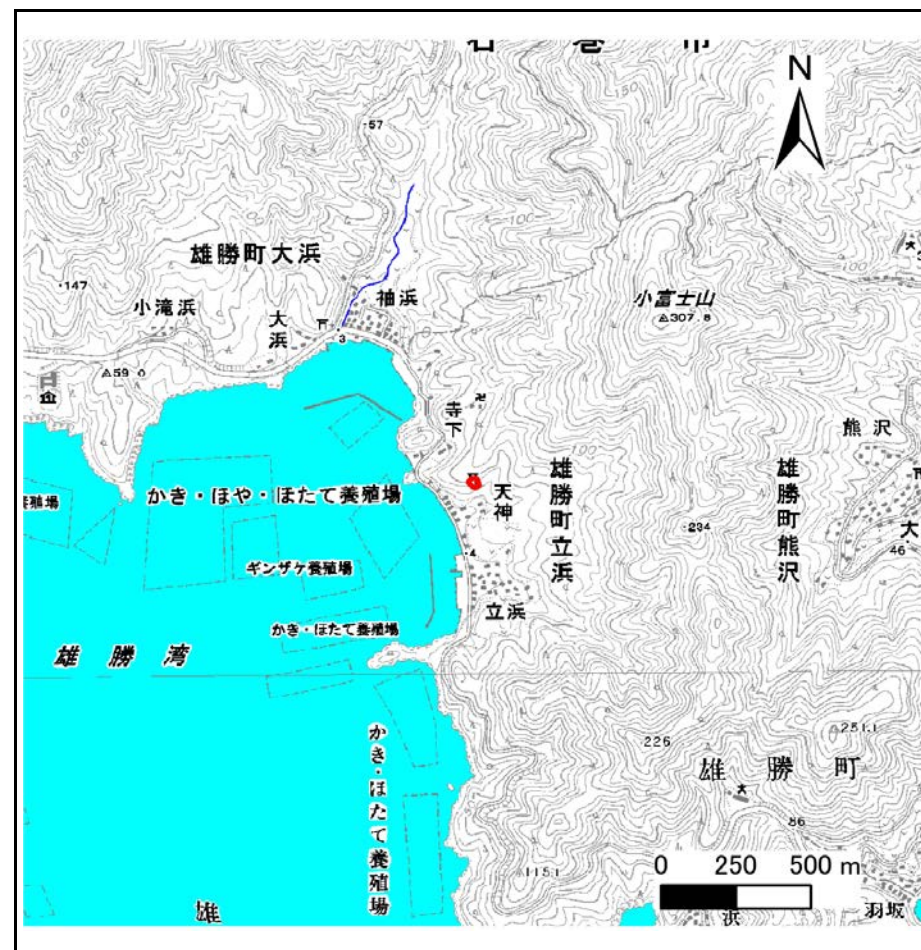 石巻市
N
57
雄勝町大浜
100
147
小滝浜
大浜
袖浜
3
小富士山
307.8
59.0
寺下
熊沢
かき・ほや・ほたて養殖場
養殖場
天神
雄勝町立浜
雄勝町熊沢
大
234
46
ギンザケ養殖場
4
立浜
かき・ほたて養殖場
雄勝湾
かき・ほたて養殖場
226
251.1
雄勝町
86
0 250 500 m
115.1
雄
浜
羽坂